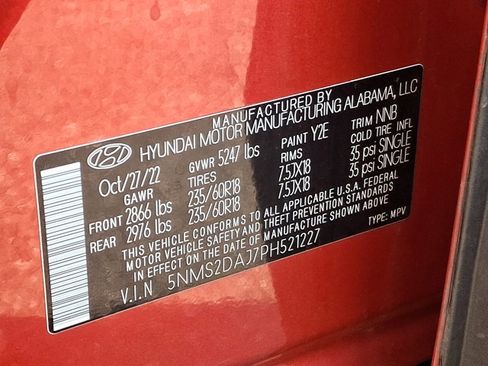 MANUFACTURED BY
HYUNDAI MOTOR MANUFACTURING ALABAMA, LLC
Oct/27/22 GVWR 5247 lbs PAINT Y2E TRIM NNB
GAWR RIMS COLD TIRE INFL
FRONT 2866 lbs 235/60R18 7.5JX18 35 psi SINGLE
REAR 2976 lbs 235/60R18 7.5JX18 35 psi SINGLE
THIS VEHICLE CONFORMS TO ALL APPLICABLE U.S.A. FEDERAL
MOTOR VEHICLE SAFETY AND THEFT PREVENTION STANDARDS
IN EFFECT ON THE DATE OF MANUFACTURE SHOWN ABOVE.
V.I.N 5NMS2DAJ7PH521227 TYPE: MPV